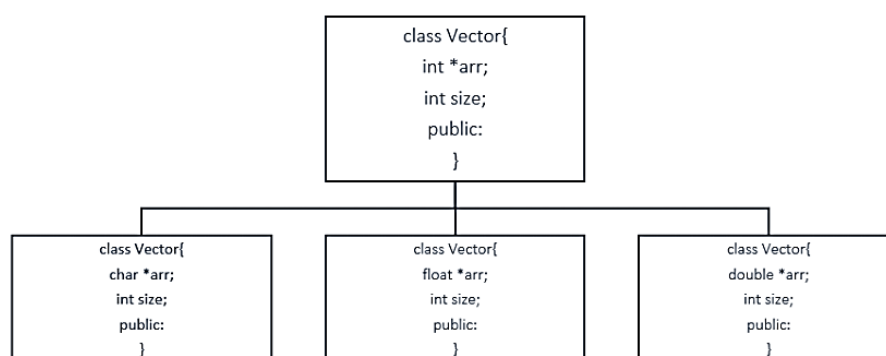 class Vector{
int *arr;
int size;
public:
}
class Vector{
char *arr;
int size;
public:
}
class Vector{
float *arr;
int size;
public:
}
class Vector{
double *arr;
int size;
public:
}